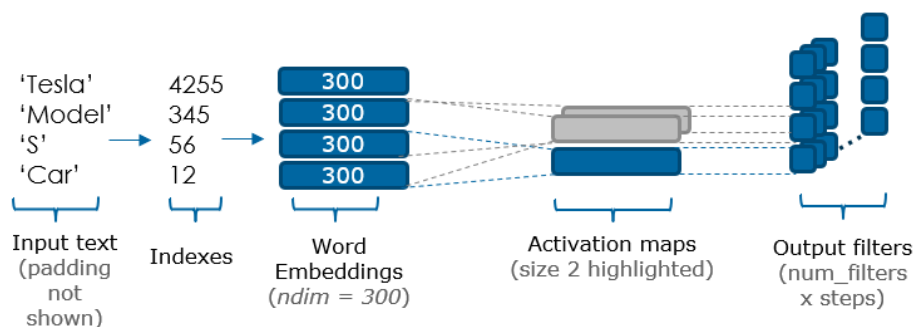 ‘Tesla’ 4255 300
‘Model’ 345 300
‘S’ 56 300
‘Car’ 12 300
Input text
(padding
not
shown)
Indexes
Word
Embeddings
(ndim = 300)
Activation maps
(size 2 highlighted)
Output filters
(num_filters
x steps)